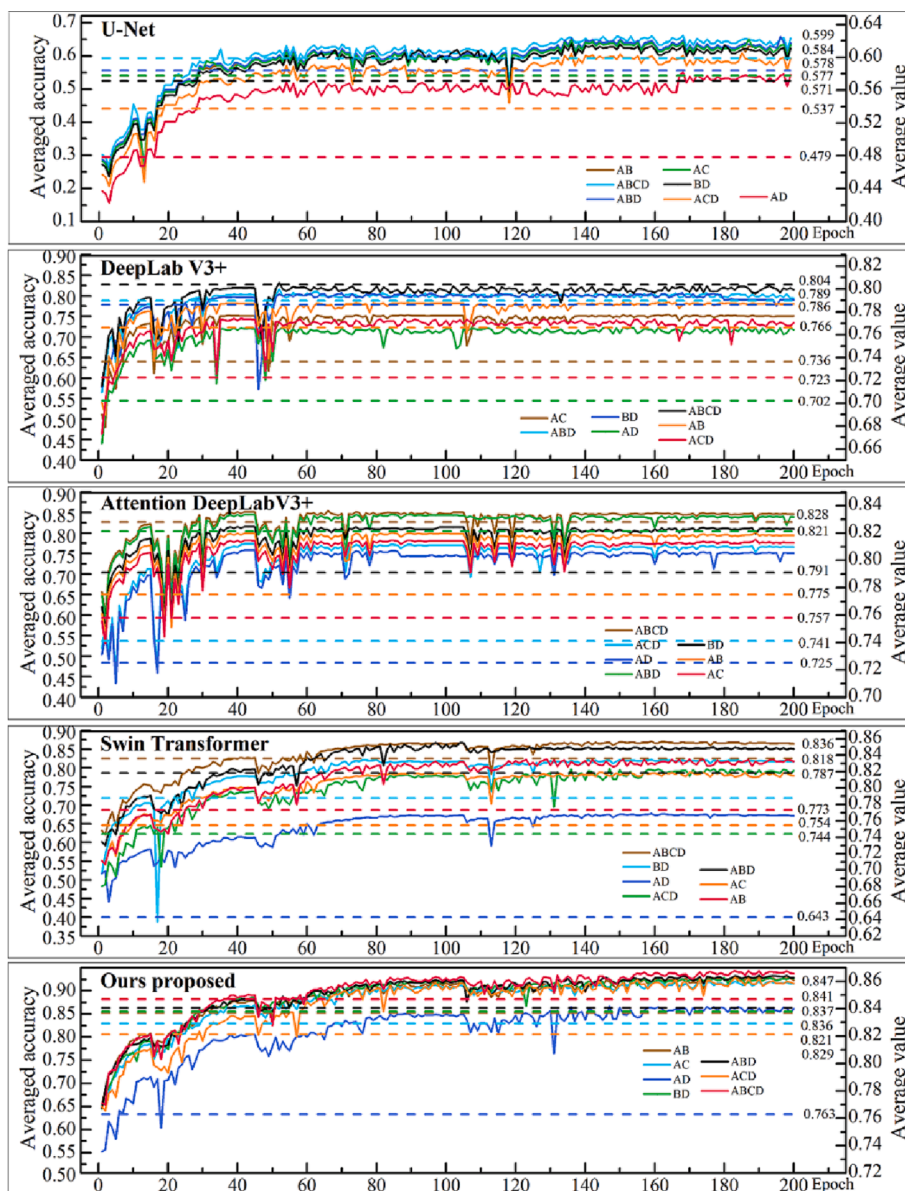 U-Net
Averaged accuracy
Average value
0.7
0.6
0.5
0.4
0.3
0.2
0.1
0.64
0.60
0.56
0.52
0.48
0.44
0.40
0.599
0.584
0.578
0.577
0.571
0.537
0.479
AB
ABCD
ABD
AC
BD
ACD
AD
0 20 40 60 80 100 120 140 160 180 200 Epoch
DeepLab V3+
Averaged accuracy
Average value
0.90
0.85
0.80
0.75
0.70
0.65
0.60
0.55
0.50
0.45
0.40
0.82
0.80
0.78
0.76
0.74
0.72
0.70
0.68
0.66
0.804
0.789
0.786
0.766
0.736
0.723
0.702
AC
ABD
BD
AD
ABCD
AB
ACD
0 20 40 60 80 100 120 140 160 180 200 Epoch
Attention DeepLabV3+
Averaged accuracy
Average value
0.90
0.85
0.80
0.75
0.70
0.65
0.60
0.55
0.50
0.45
0.40
0.84
0.82
0.80
0.78
0.76
0.74
0.72
0.70
0.828
0.821
0.791
0.775
0.757
0.741
0.725
ABCD
ACD
AD
ABD
BD
AB
AC
0 20 40 60 80 100 120 140 160 180 200 Epoch
Swin Transformer
Averaged accuracy
Average value
0.90
0.85
0.80
0.75
0.70
0.65
0.60
0.55
0.50
0.45
0.40
0.35
0.86
0.84
0.82
0.80
0.78
0.76
0.74
0.72
0.70
0.68
0.66
0.64
0.62
0.836
0.818
0.787
0.773
0.754
0.744
0.643
ABCD
BD
AD
ACD
ABD
AC
AB
0 20 40 60 80 100 120 140 160 180 200 Epoch
Ours proposed
Averaged accuracy
Average value
0.90
0.85
0.80
0.75
0.70
0.65
0.60
0.55
0.50
0.86
0.84
0.82
0.80
0.78
0.76
0.74
0.72
0.847
0.841
0.837
0.836
0.821
0.829
0.763
AB
AC
AD
BD
ABD
ACD
ABCD
0 20 40 60 80 100 120 140 160 180 200 Epoch